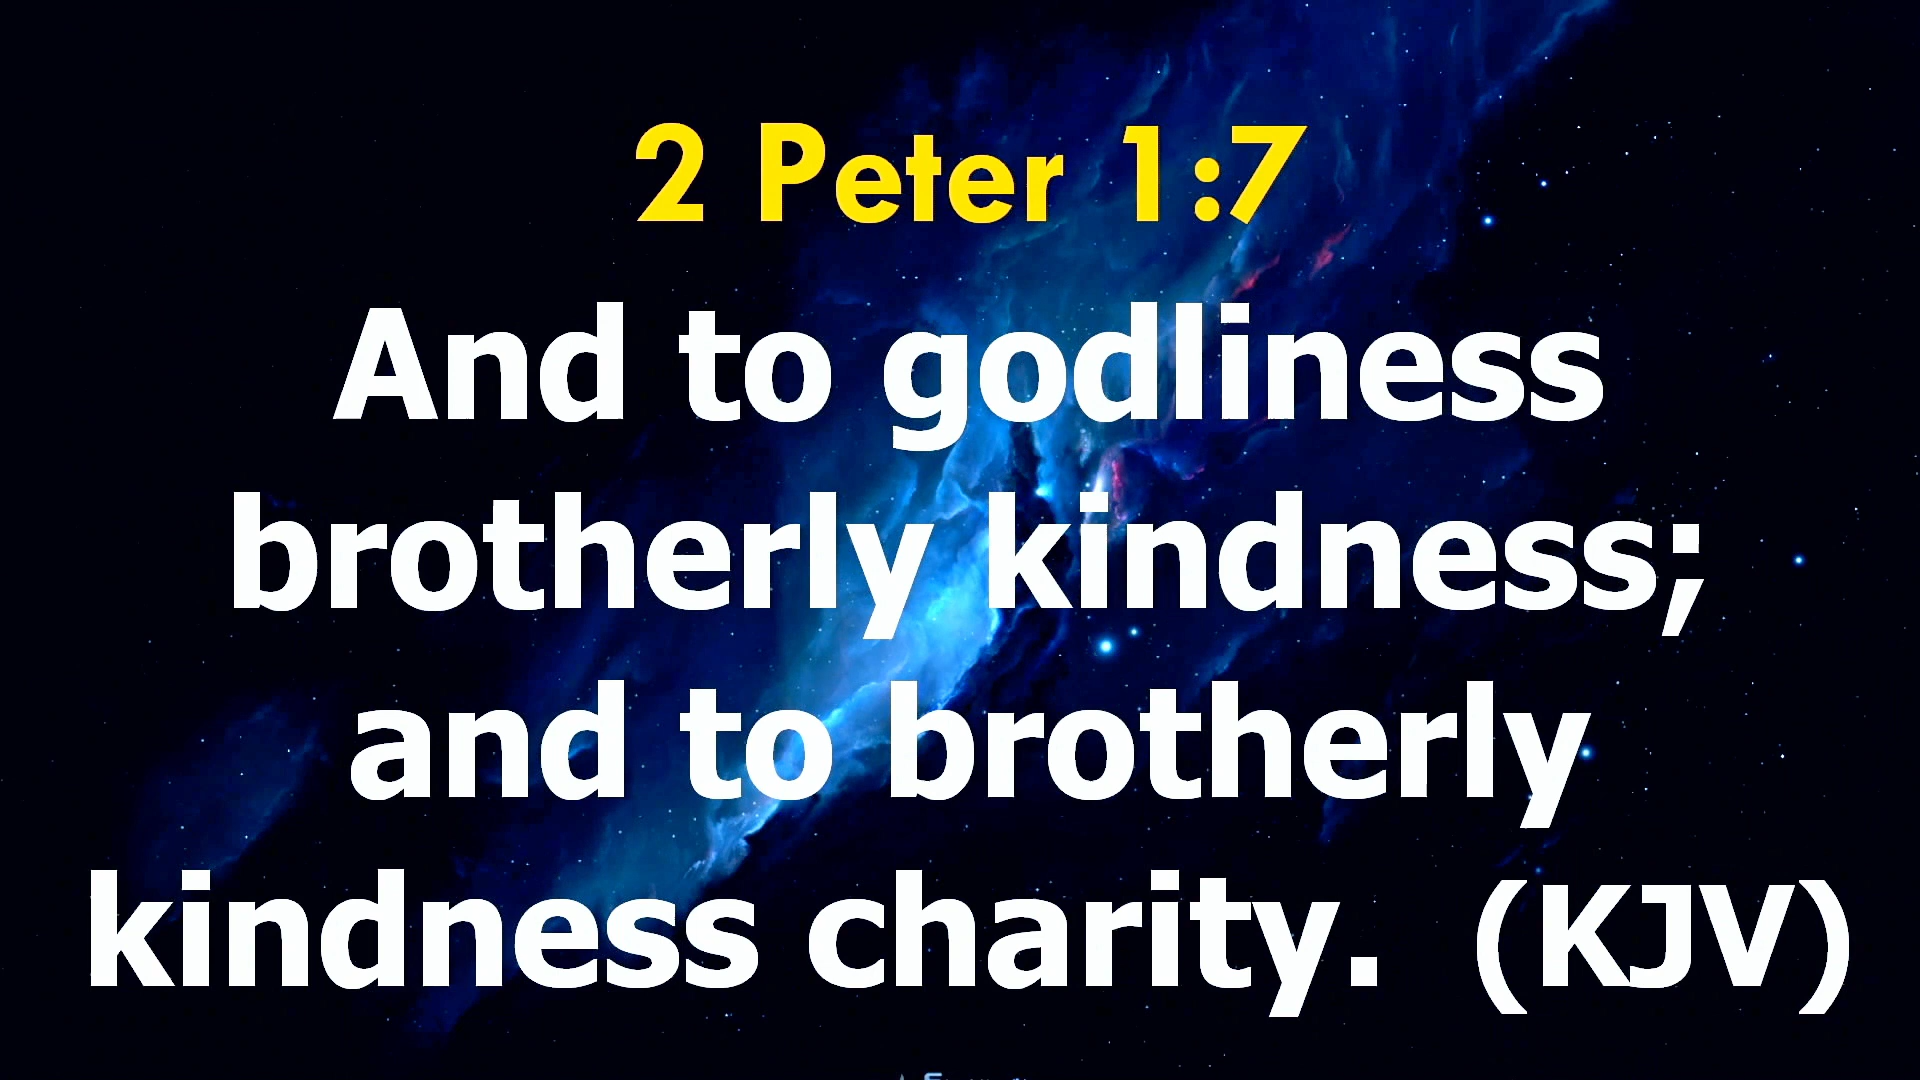 2 Peter 1:7
And to godliness
brotherly kindness;
and to brotherly
kindness charity. (KJV)